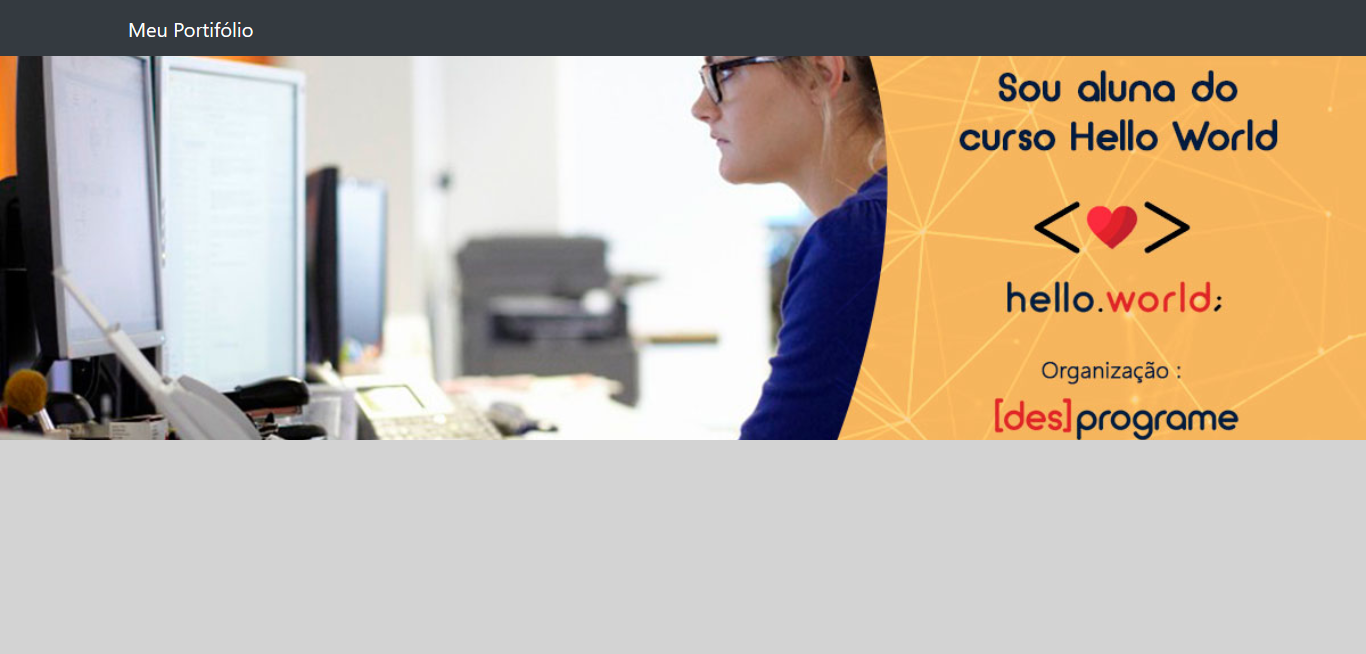 Meu Portifólio
Sou aluna do
curso Hello World
<❤>
hello.world;
Organização :
[des]programe